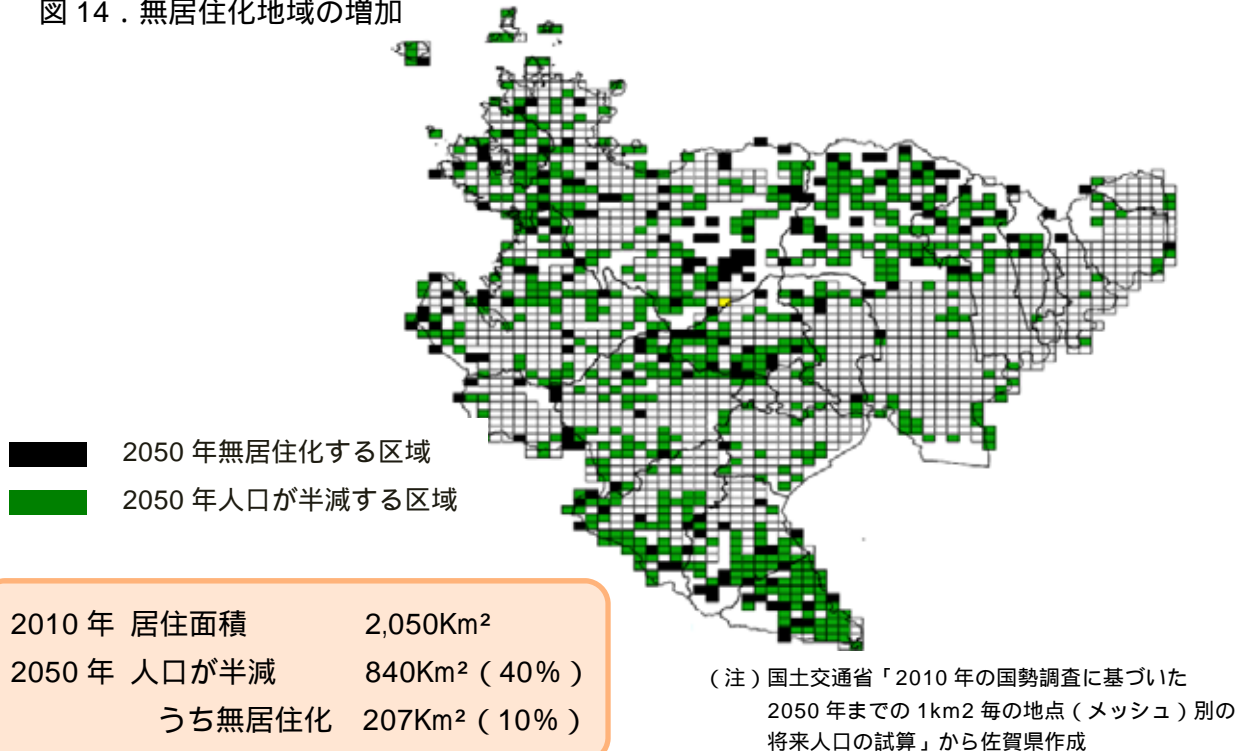 図 14．無居住化地域の増加
2050 年無居住化する区域
2050 年人口が半減する区域
2010 年 居住面積 2,050Km²
2050 年 人口が半減 840Km²（40%）
うち無居住化 207Km²（10%）
（注）国土交通省「2010 年の国勢調査に基づいた
2050 年までの 1km2 毎の地点（メッシュ）別の
将来人口の試算」から佐賀県作成